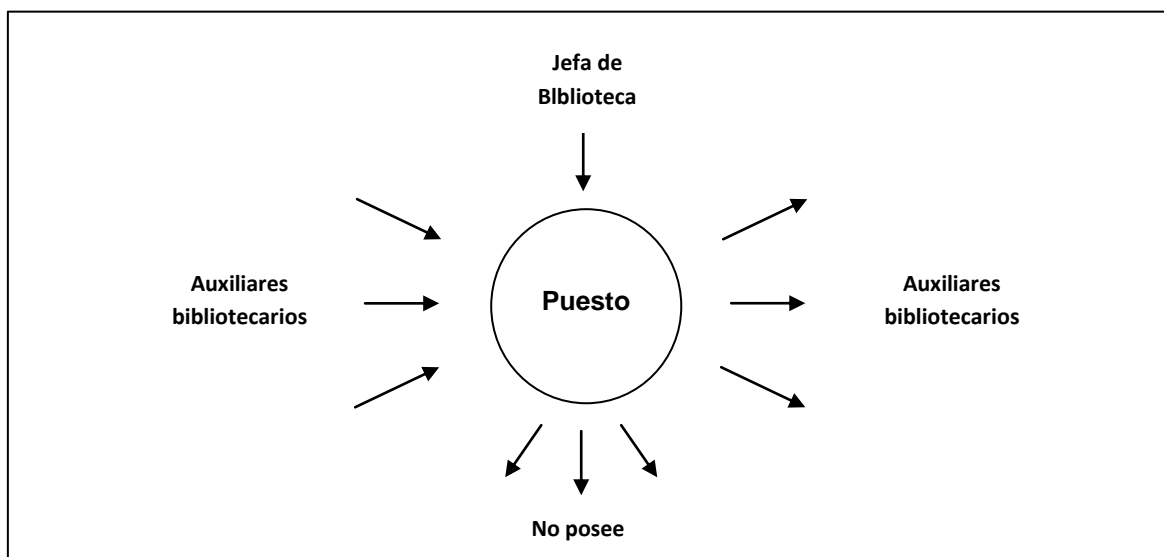 Jefa de
Blblioteca
Auxiliares
bibliotecarios
Puesto
Auxiliares
bibliotecarios
No posee